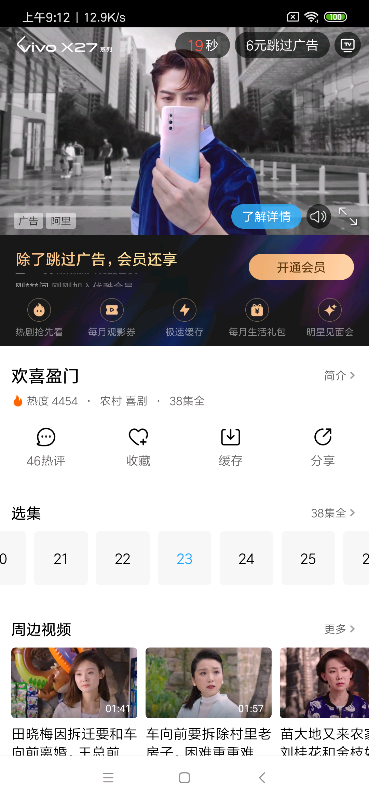 上午9:12 | 12.9K/s
100
vivo X27 系列
19秒
6元跳过广告
TV
广告 阿里
了解详情
除了跳过广告，会员还享
开通会员
热剧抢先看 每月观影券 极速缓存 每月生活礼包 明星见面会
欢喜盈门
简介
热度 4454 · 农村 喜剧 · 38集全
46热评 收藏 缓存 分享
选集
38集全
0 21 22 23 24 25 2
周边视频
更多
01:41 01:57
田晓梅因拆迁要和车 车向前要拆除村里老 苗大地又来农家
向前离婚，王总前 房子，困难重重难 刘桂花和金枝如